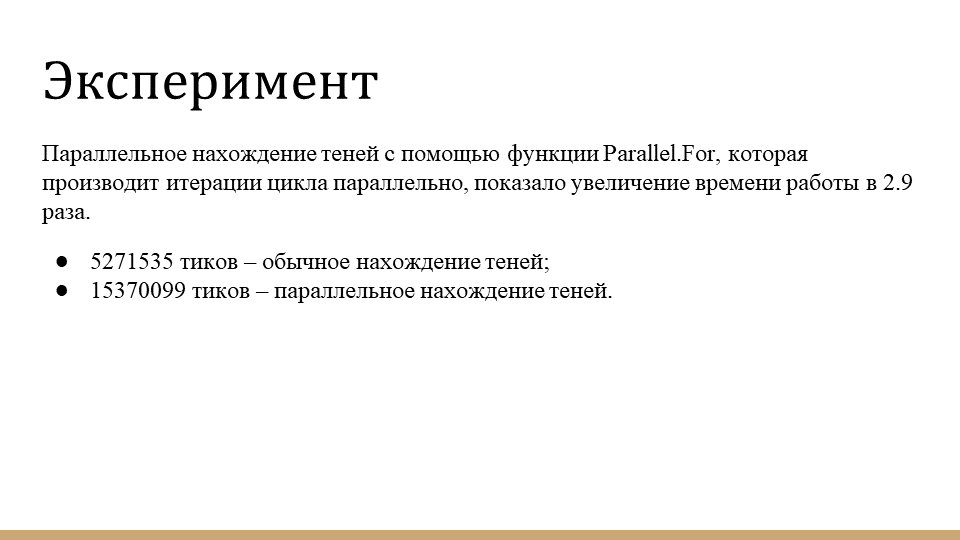 Эксперимент
Параллельное нахождение теней с помощью функции Parallel.For, которая
производит итерации цикла параллельно, показало увеличение времени работы в 2.9
раза.
● 5271535 тиков – обычное нахождение теней;
● 15370099 тиков – параллельное нахождение теней.